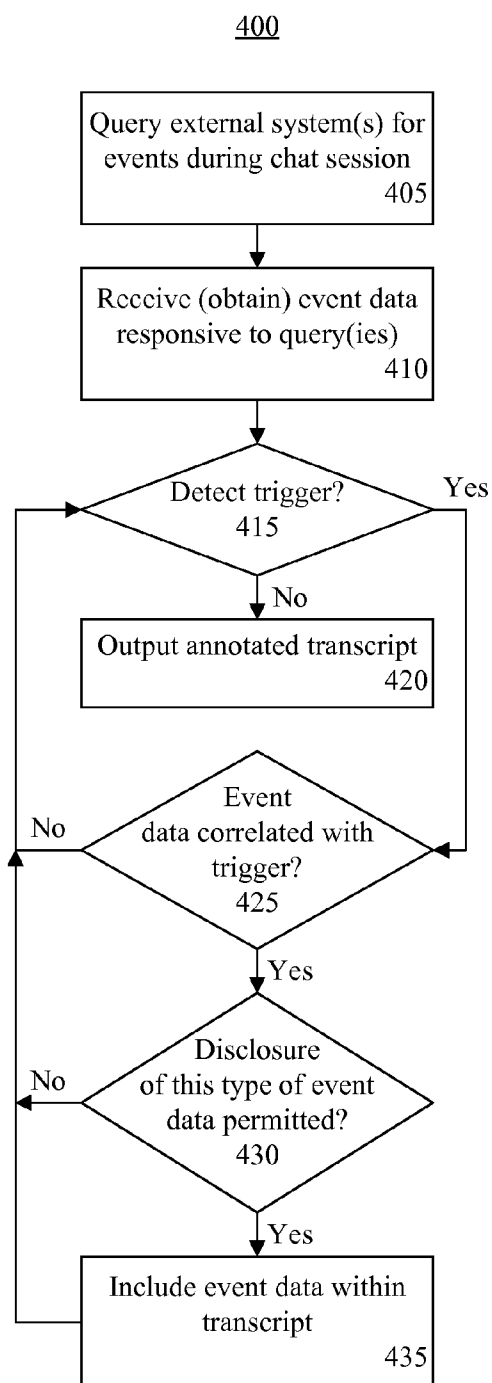 400
Query external system(s) for
events during chat session
405
Receive (obtain) event data
responsive to query(ies)
410
Detect trigger?
415
Yes
No
Output annotated transcript
420
Event
data correlated with
trigger?
425
No
Yes
Disclosure
of this type of event
data permitted?
430
No
Yes
Include event data within
transcript
435